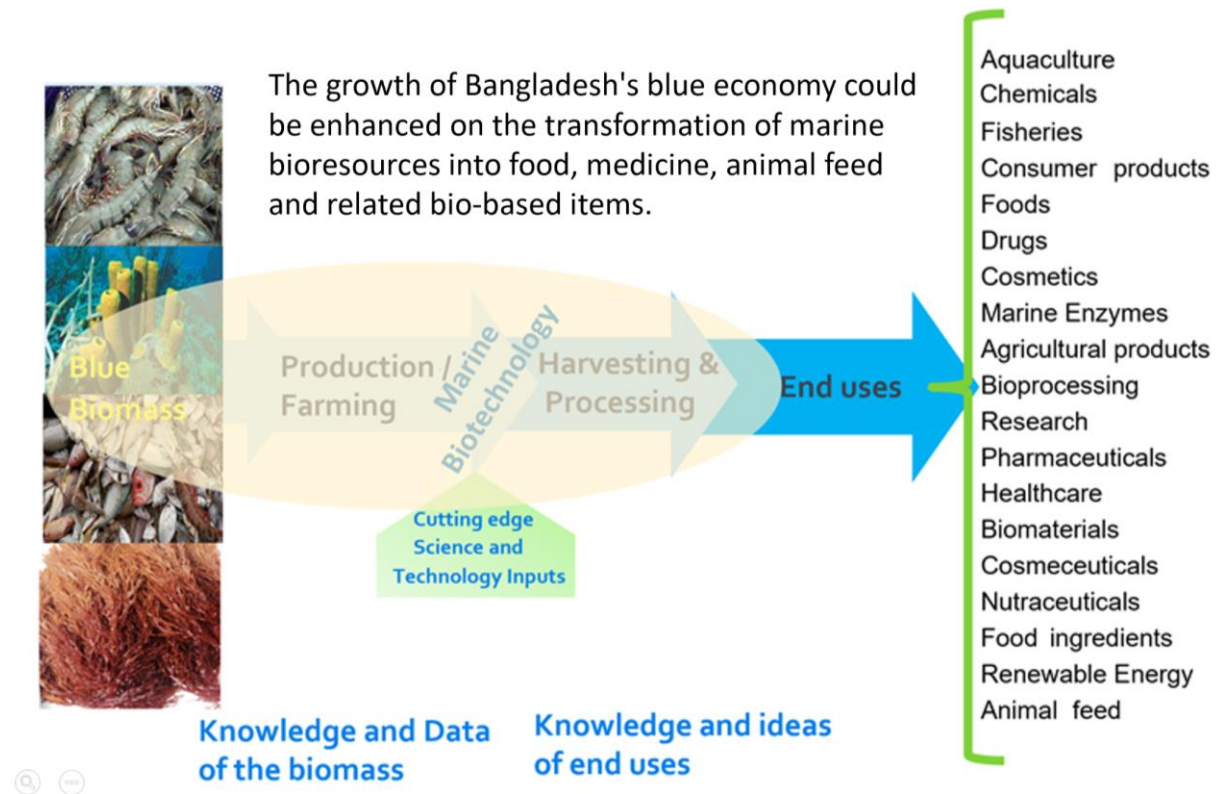 The growth of Bangladesh's blue economy could
be enhanced on the transformation of marine
bioresources into food, medicine, animal feed
and related bio-based items.
Blue
Biomass
Production /
Farming
Marine
Biotechnology
Harvesting &
Processing
End uses
Cutting edge
Science and
Technology Inputs
Knowledge and Data
of the biomass
Knowledge and ideas
of end uses
Aquaculture
Chemicals
Fisheries
Consumer products
Foods
Drugs
Cosmetics
Marine Enzymes
Agricultural products
Bioprocessing
Research
Pharmaceuticals
Healthcare
Biomaterials
Cosmeceuticals
Nutraceuticals
Food ingredients
Renewable Energy
Animal feed